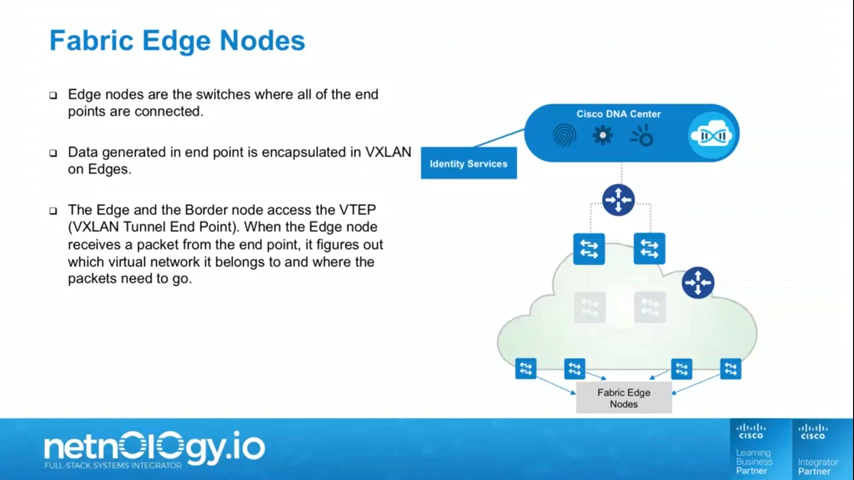 Fabric Edge Nodes
Edge nodes are the switches where all of the end
points are connected.
Data generated in end point is encapsulated in VXLAN
on Edges.
The Edge and the Border node access the VTEP
(VXLAN Tunnel End Point). When the Edge node
receives a packet from the end point, it figures out
which virtual network it belongs to and where the
packets need to go.
Cisco DNA Center
Identity Services
Fabric Edge
Nodes
netnology.io
FULL-STACK SYSTEMS INTEGRATOR
CISCO
Learning
Business
Partner
CISCO
Integrator
Partner